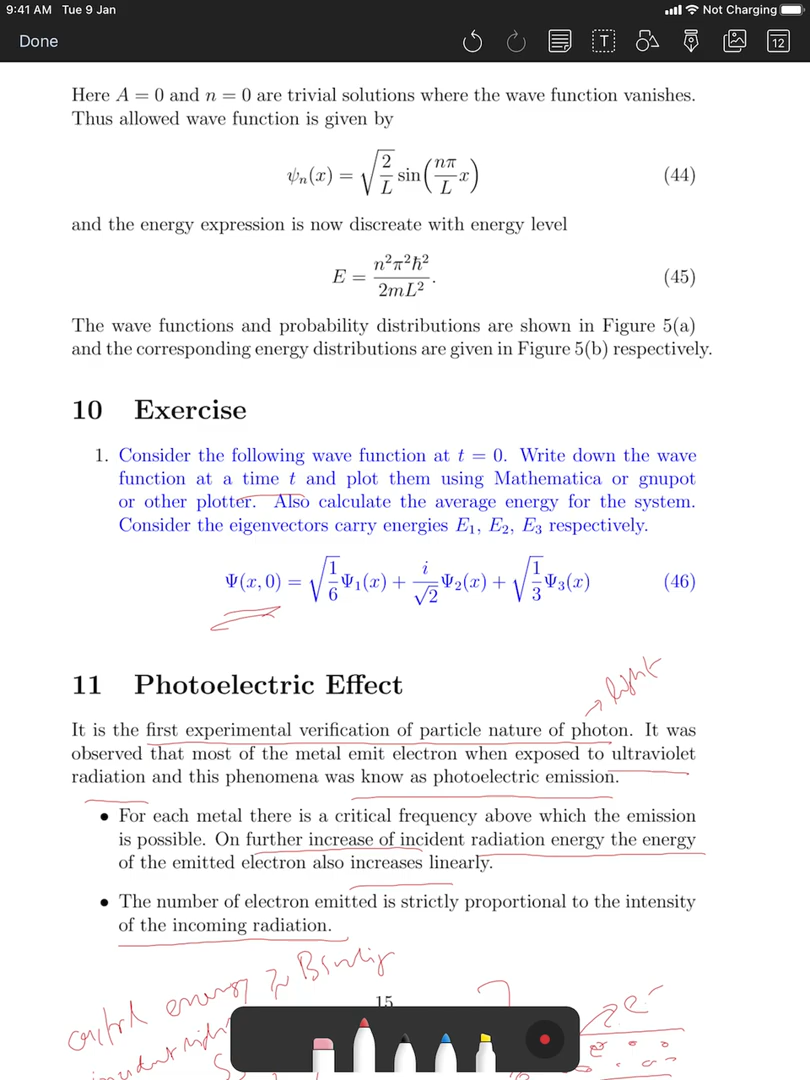 9:41 AM Tue 9 Jan
Not Charging
Done
T
12
Here A = 0 and n = 0 are trivial solutions where the wave function vanishes.
Thus allowed wave function is given by
ψₙ(x) = √(2/L) sin(nπ/L x) (44)
and the energy expression is now discreate with energy level
E = n²π²ħ²/2mL². (45)
The wave functions and probability distributions are shown in Figure 5(a)
and the corresponding energy distributions are given in Figure 5(b) respectively.
10 Exercise
1. Consider the following wave function at t = 0. Write down the wave
function at a time t and plot them using Mathematica or gnupot
or other plotter. Also calculate the average energy for the system.
Consider the eigenvectors carry energies E₁, E₂, E₃ respectively.
Ψ(x, 0) = √(1/6) Ψ₁(x) + i/√2 Ψ₂(x) + √(1/3) Ψ₃(x) (46)
→ light
11 Photoelectric Effect
It is the first experimental verification of particle nature of photon. It was
observed that most of the metal emit electron when exposed to ultraviolet
radiation and this phenomena was know as photoelectric emission.
• For each metal there is a critical frequency above which the emission
is possible. On further increase of incident radiation energy the energy
of the emitted electron also increases linearly.
• The number of electron emitted is strictly proportional to the intensity
of the incoming radiation.
energy
15
e⁻